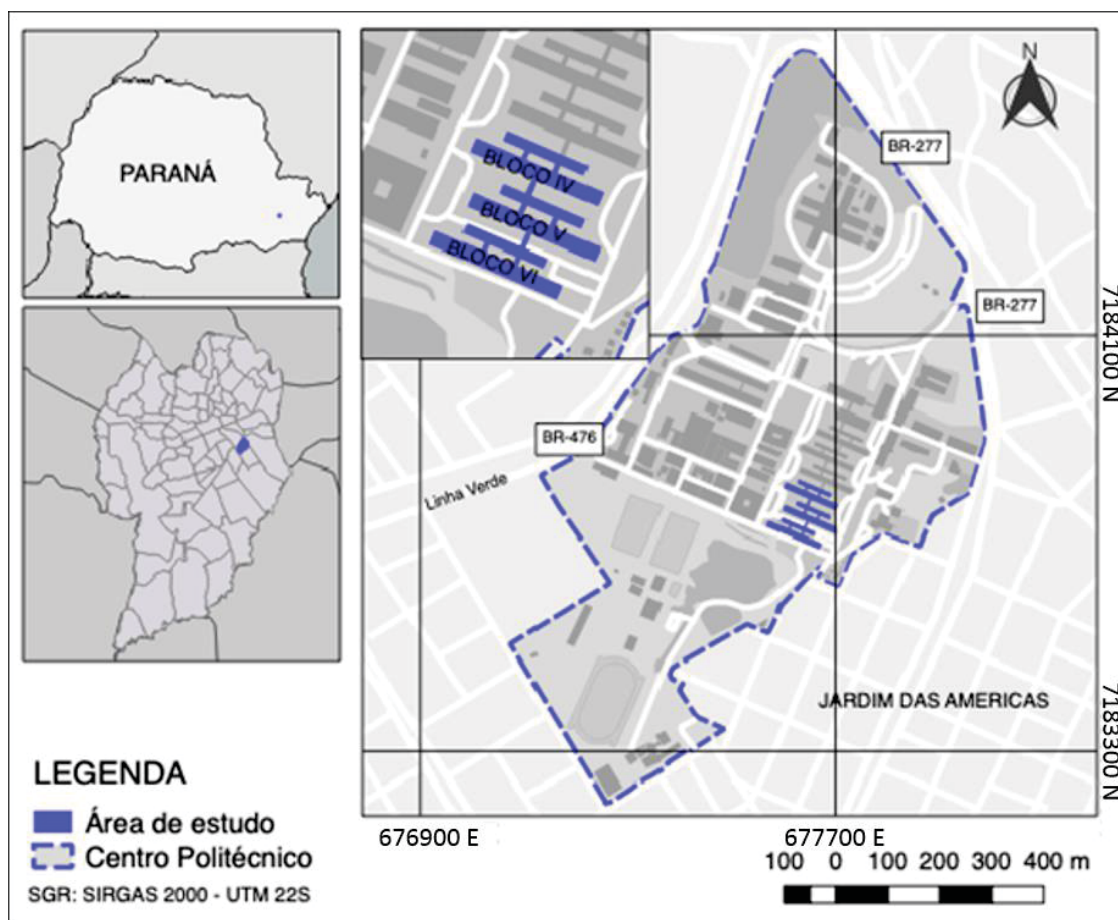 PARANÁ
BLOCO IV
BLOCO V
BLOCO VI
N
BR-277
BR-277
BR-476
Linha Verde
JARDIM DAS AMERICAS
7184100 N
7183300 N
676900 E
677700 E
LEGENDA
Área de estudo
Centro Politécnico
SGR: SIRGAS 2000 - UTM 22S
100 0 100 200 300 400 m